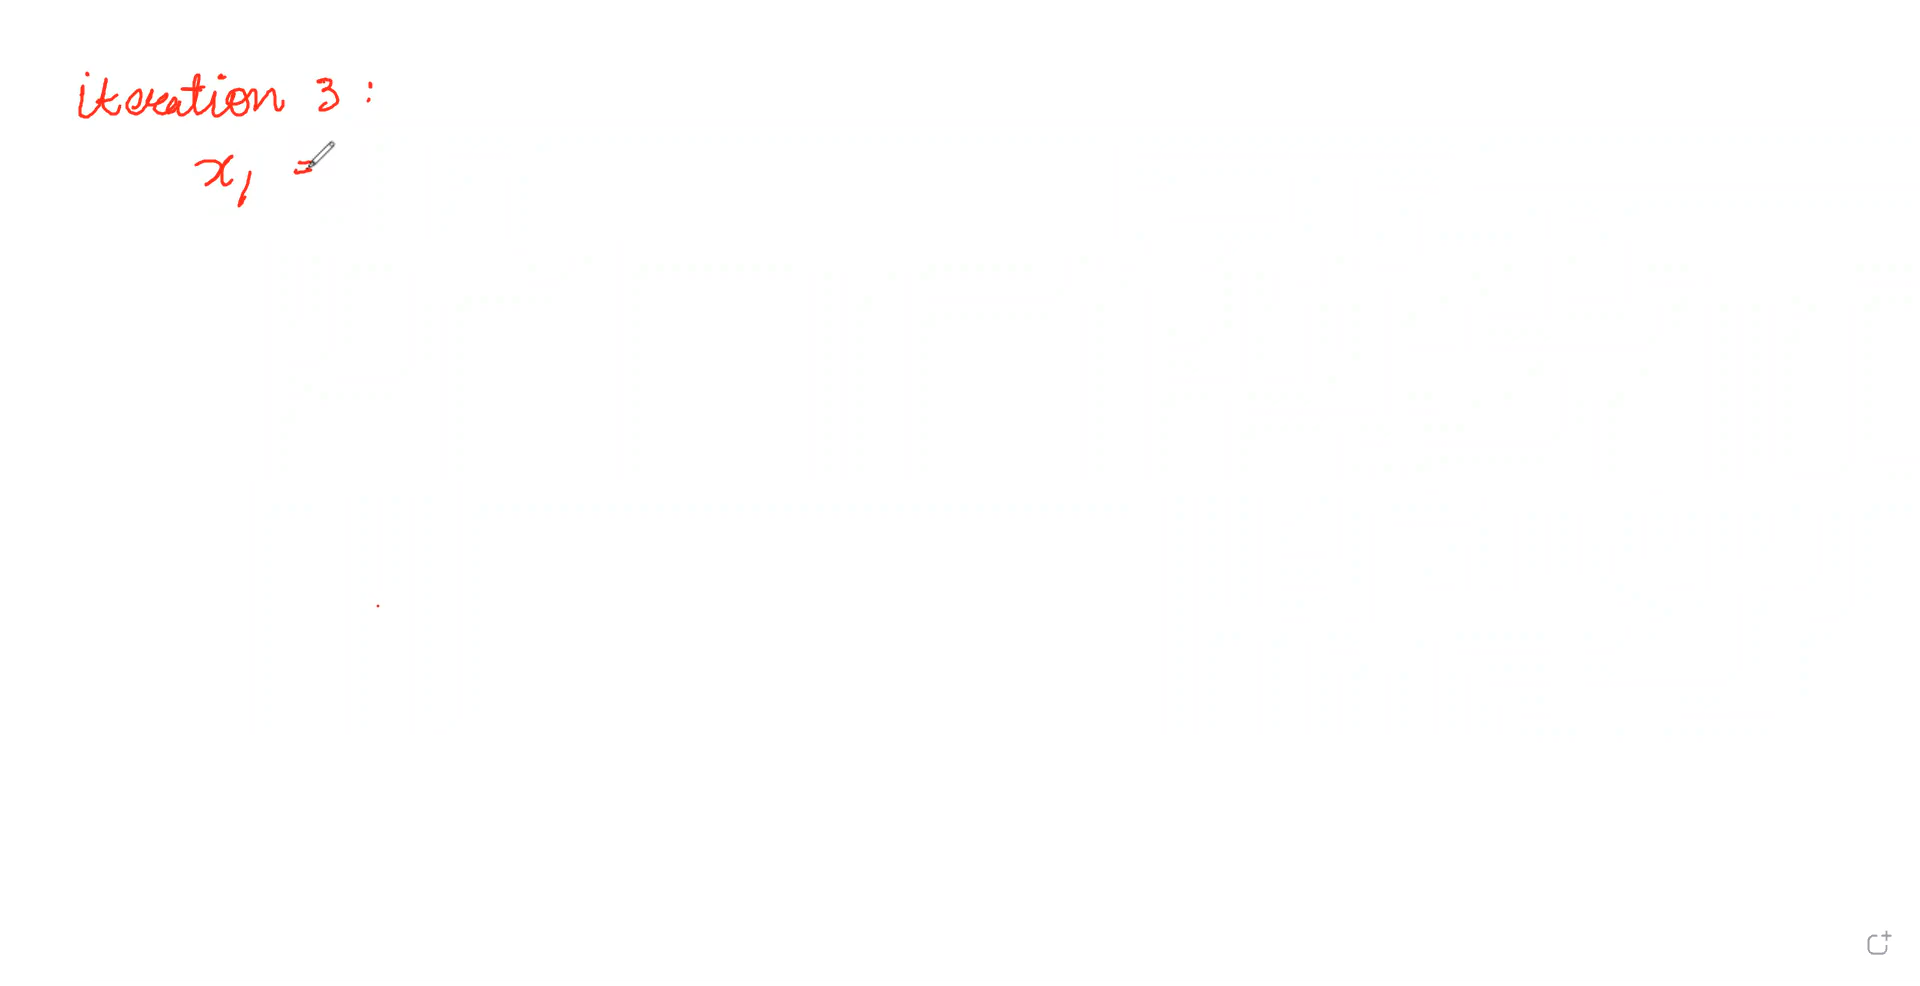 iteration 3 :
x₁ =